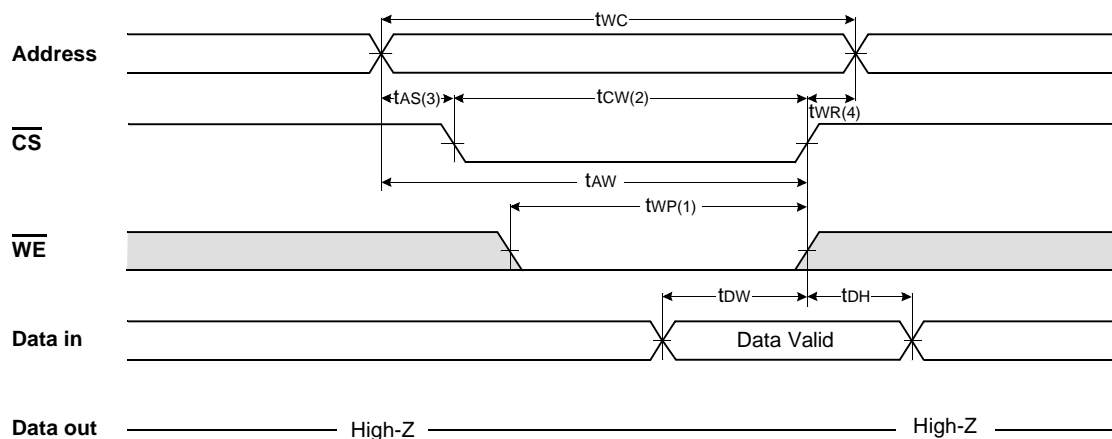 tWC
Address
tAS(3) tCW(2) tWR(4)
CS
tAW
tWP(1)
WE
tDW tDH
Data in Data Valid
Data out High-Z High-Z